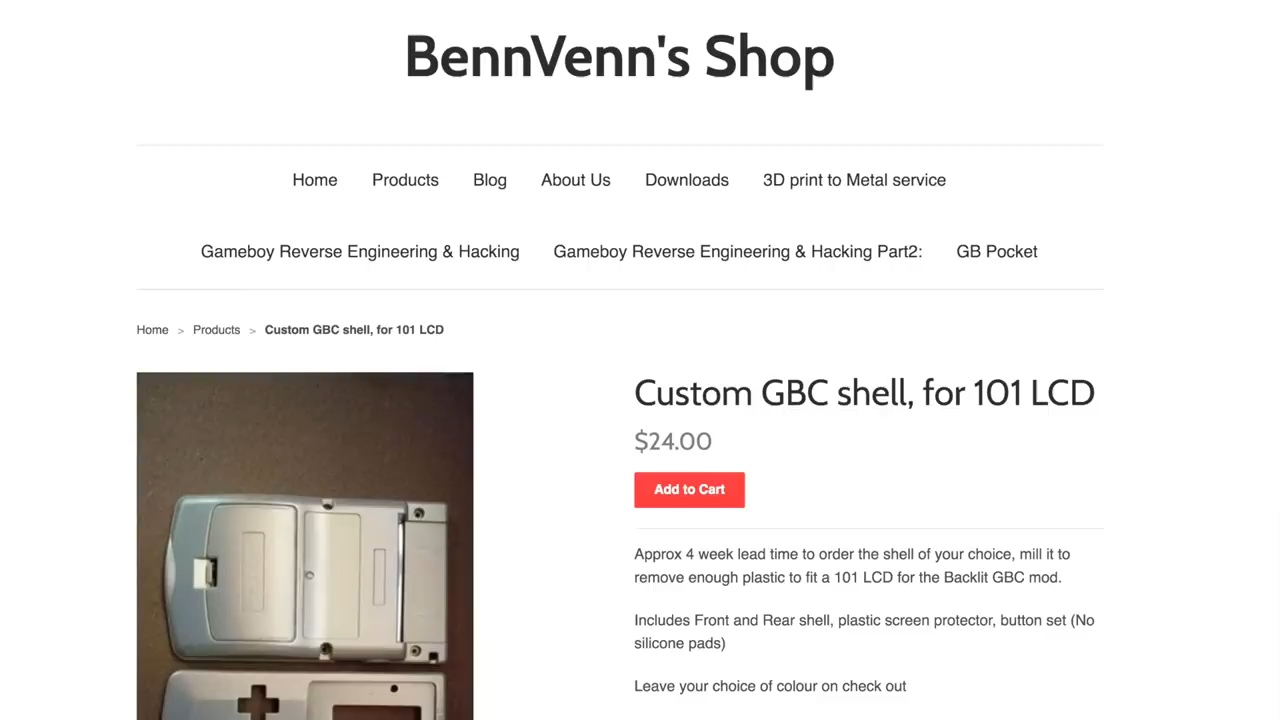 BennVenn's Shop
Home Products Blog About Us Downloads 3D print to Metal service
Gameboy Reverse Engineering & Hacking Gameboy Reverse Engineering & Hacking Part2: GB Pocket
Home > Products > Custom GBC shell, for 101 LCD
Custom GBC shell, for 101 LCD
$24.00
Add to Cart
Approx 4 week lead time to order the shell of your choice, mill it to
remove enough plastic to fit a 101 LCD for the Backlit GBC mod.
Includes Front and Rear shell, plastic screen protector, button set (No
silicone pads)
Leave your choice of colour on check out